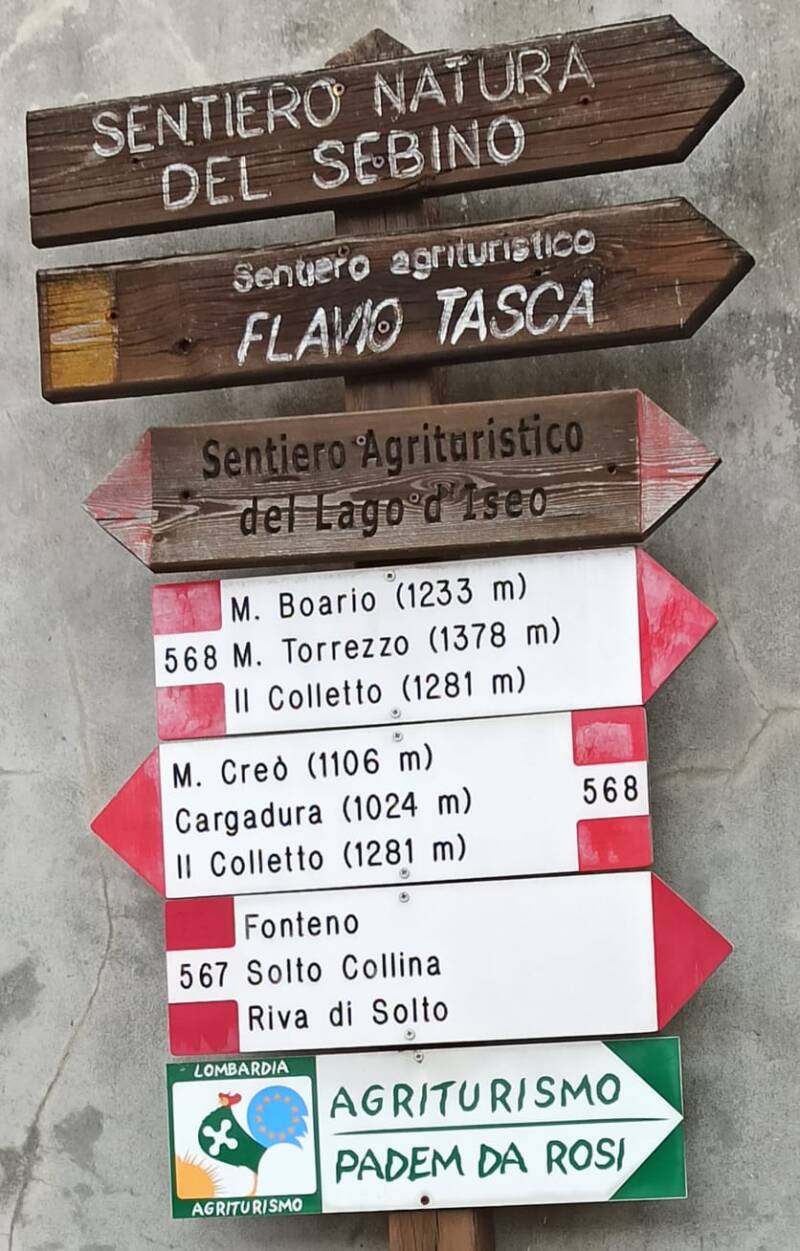 SENTIERO NATURA
DEL SEBINO
Sentiero agrituristico
FLAVIO TASCA
Sentiero Agrituristico
del Lago d'Iseo
M. Boario (1233 m)
568 M. Torrezzo (1378 m)
Il Colletto (1281 m)
M. Creò (1106 m)
Cargadura (1024 m)
568
Il Colletto (1281 m)
Fonteno
567 Solto Collina
Riva di Solto
LOMBARDIA
AGRITURISMO
AGRITURISMO
PADEM DA ROSI